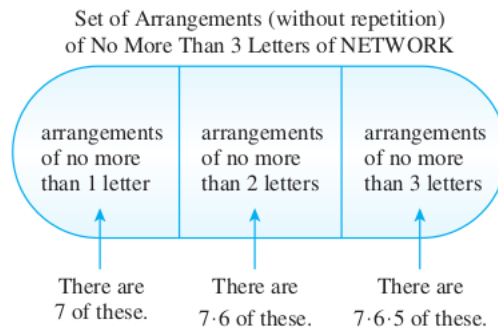 Set of Arrangements (without repetition)
of No More Than 3 Letters of NETWORK
arrangements
of no more
than 1 letter
arrangements
of no more
than 2 letters
arrangements
of no more
than 3 letters
There are
7 of these.
There are
7·6 of these.
There are
7·6·5 of these.